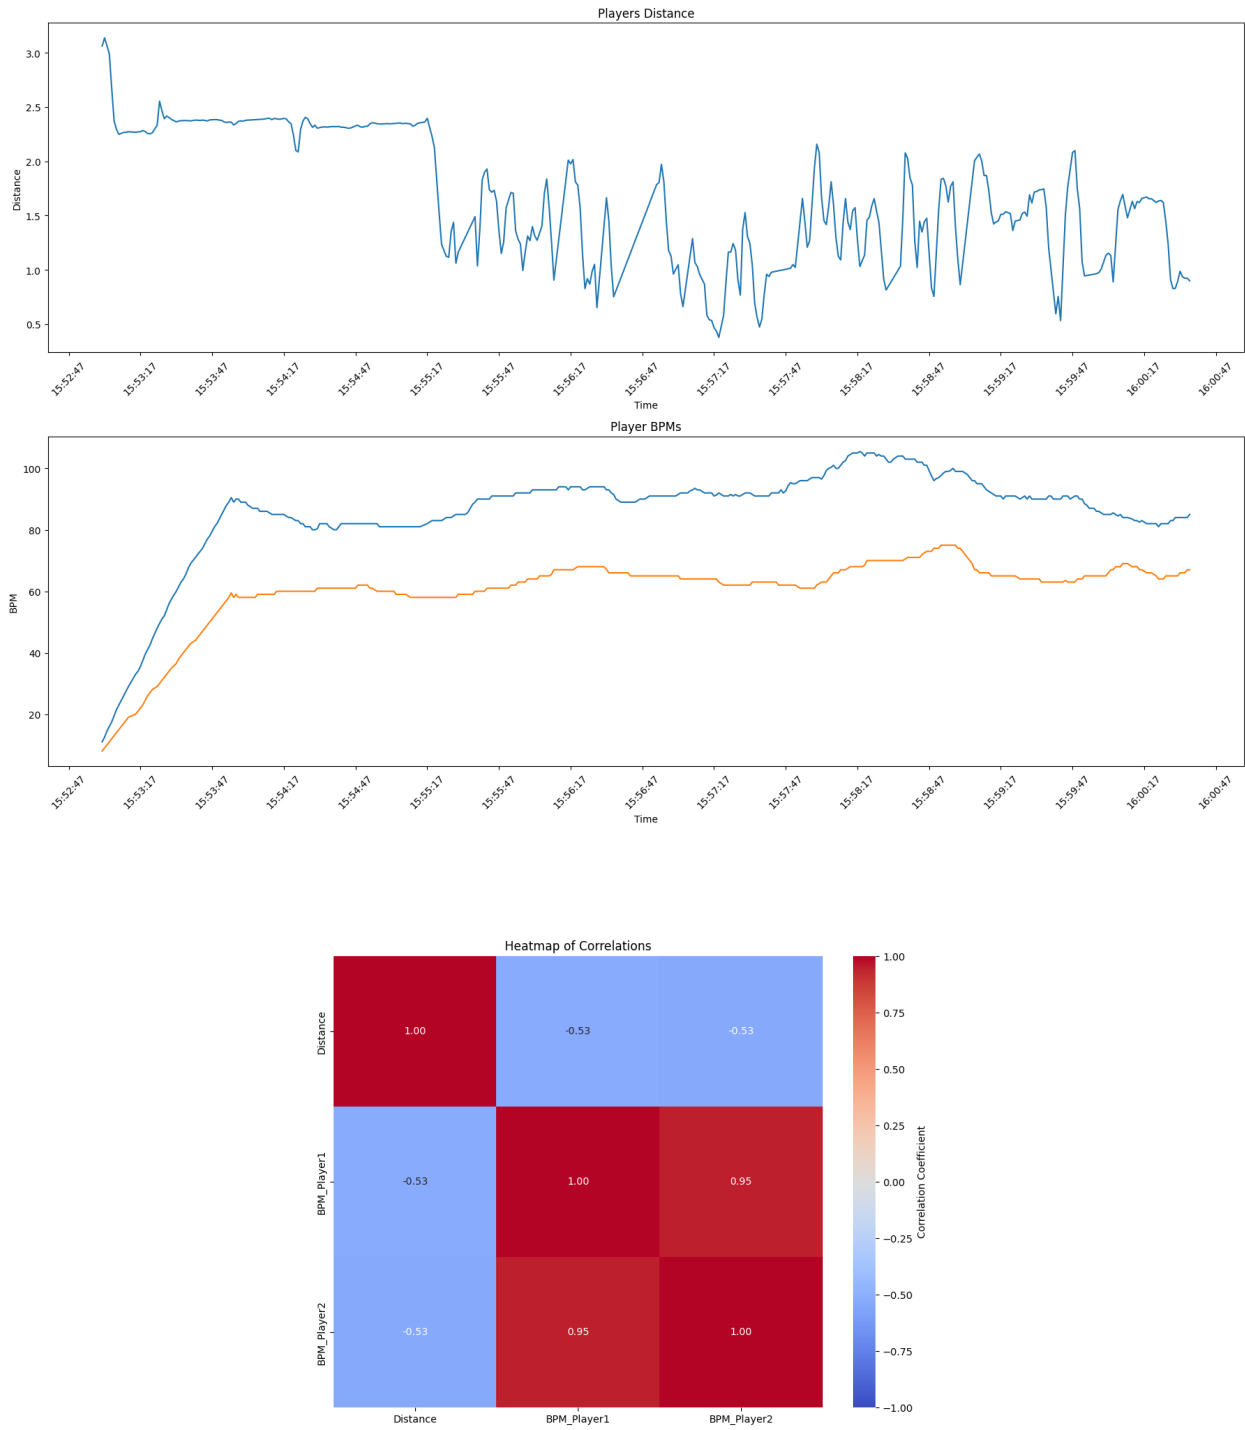 Players Distance
3.0
2.5
2.0
1.5
1.0
0.5
Distance
15:52:47 15:53:17 15:53:47 15:54:17 15:54:47 15:55:17 15:55:47 15:56:17 15:56:47 15:57:17 15:57:47 15:58:17 15:58:47 15:59:17 15:59:47 16:00:17 16:00:47
Time
Player BPMs
100
80
60
40
20
BPM
15:52:47 15:53:17 15:53:47 15:54:17 15:54:47 15:55:17 15:55:47 15:56:17 15:56:47 15:57:17 15:57:47 15:58:17 15:58:47 15:59:17 15:59:47 16:00:17 16:00:47
Time
Heatmap of Correlations
Distance
1.00 -0.53 -0.53
BPM_Player1
-0.53 1.00 0.95
BPM_Player2
-0.53 0.95 1.00
Distance BPM_Player1 BPM_Player2
1.00
0.75
0.50
0.25
0.00
−0.25
−0.50
−0.75
−1.00
Correlation Coefficient